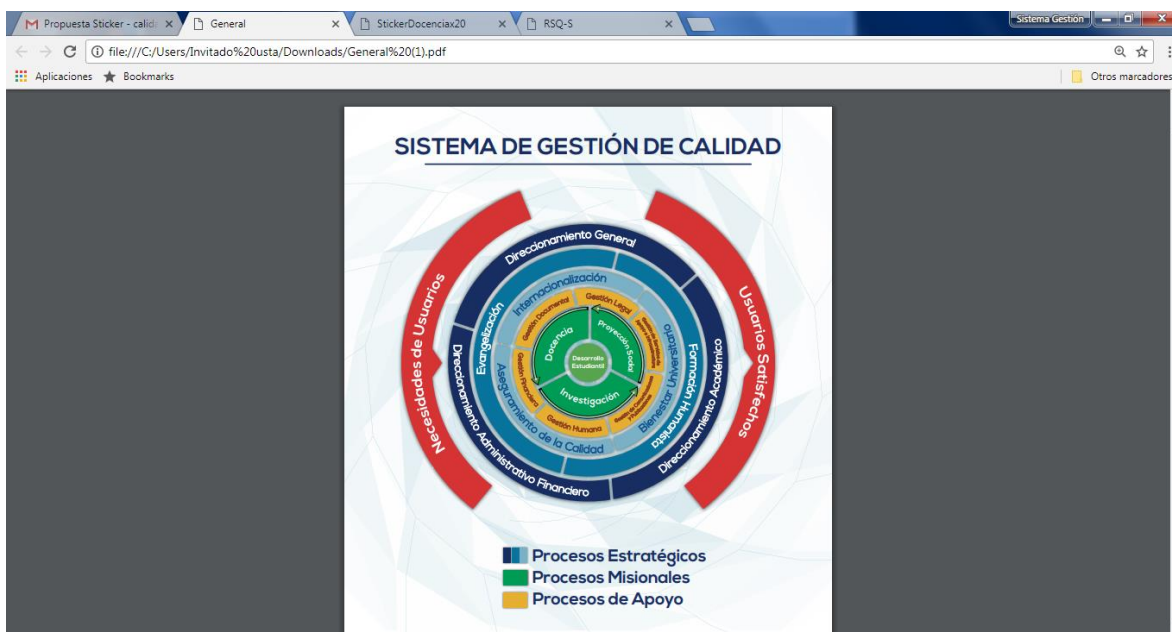 Propuesta Sticker - calida
General
StickerDocenciax20
RSQ-S
Sistema Gestión
file:///C:/Users/Invitado%20usta/Downloads/General%20(1).pdf
Aplicaciones
Bookmarks
Otros marcadores
SISTEMA DE GESTIÓN DE CALIDAD
Necesidades de Usuarios
Usuarios Satisfechos
Direccionamiento General
Direccionamiento Académico
Direccionamiento Administrativo Financiero
Evangelización
Formación Humanista
Internacionalización
Bienestar Universitario
Aseguramiento de la Calidad
Gestión Documental
Gestión Legal
Gestión Humana
Gestión Financiera
Docencia
Proyección Social
Investigación
Desarrollo
Estudiantil
Procesos Estratégicos
Procesos Misionales
Procesos de Apoyo